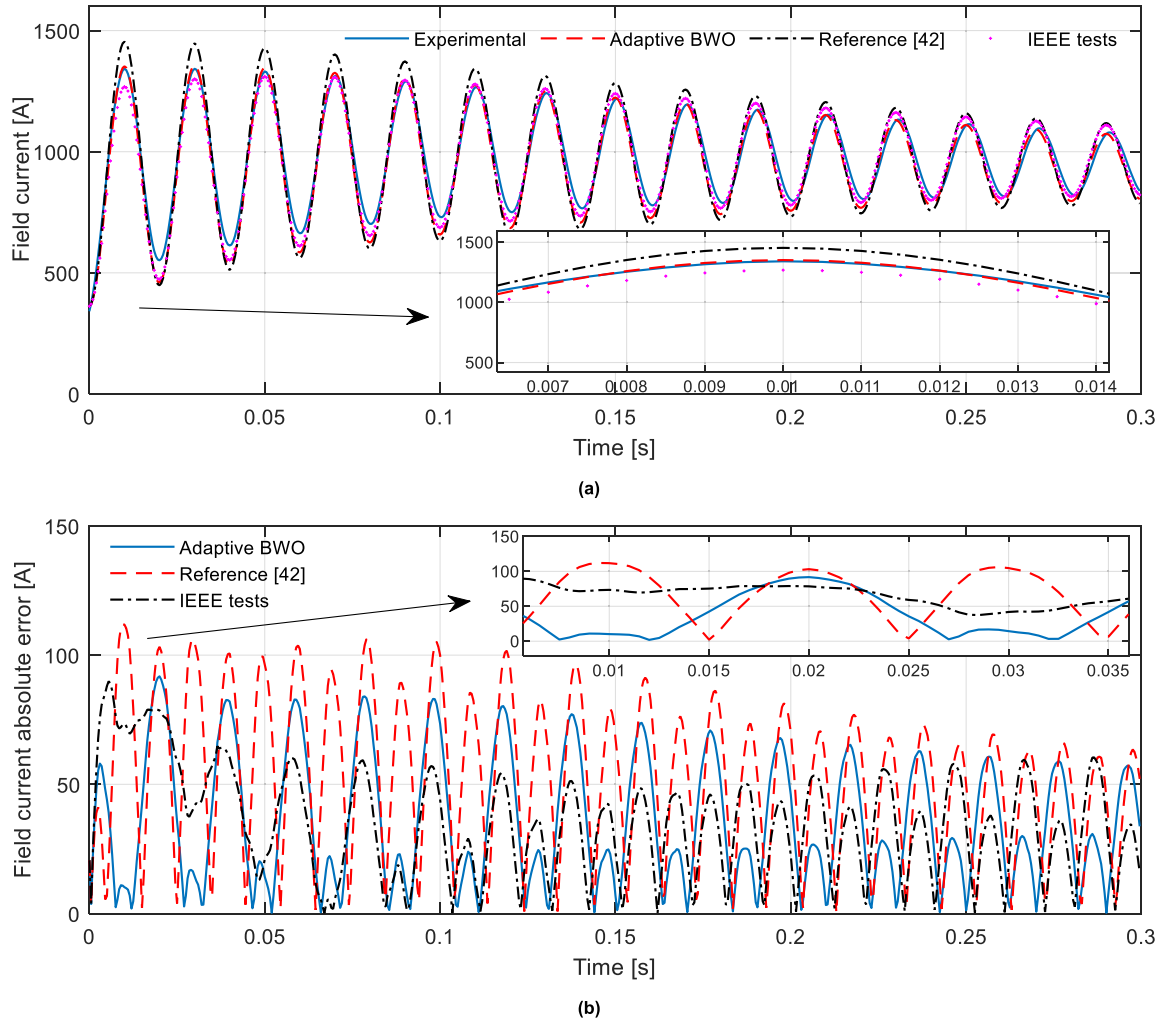 1500
Experimental Adaptive BWO Reference [42] IEEE tests
1000
500
0
Field current [A]
1500
1000
500
0.007 0.008 0.009 0.01 0.011 0.012 0.013 0.014
0 0.05 0.1 0.15 0.2 0.25 0.3
Time [s]
(a)
150
100
50
0
Field current absolute error [A]
Adaptive BWO
Reference [42]
IEEE tests
150
100
50
0
0.01 0.015 0.02 0.025 0.03 0.035
0 0.05 0.1 0.15 0.2 0.25 0.3
Time [s]
(b)